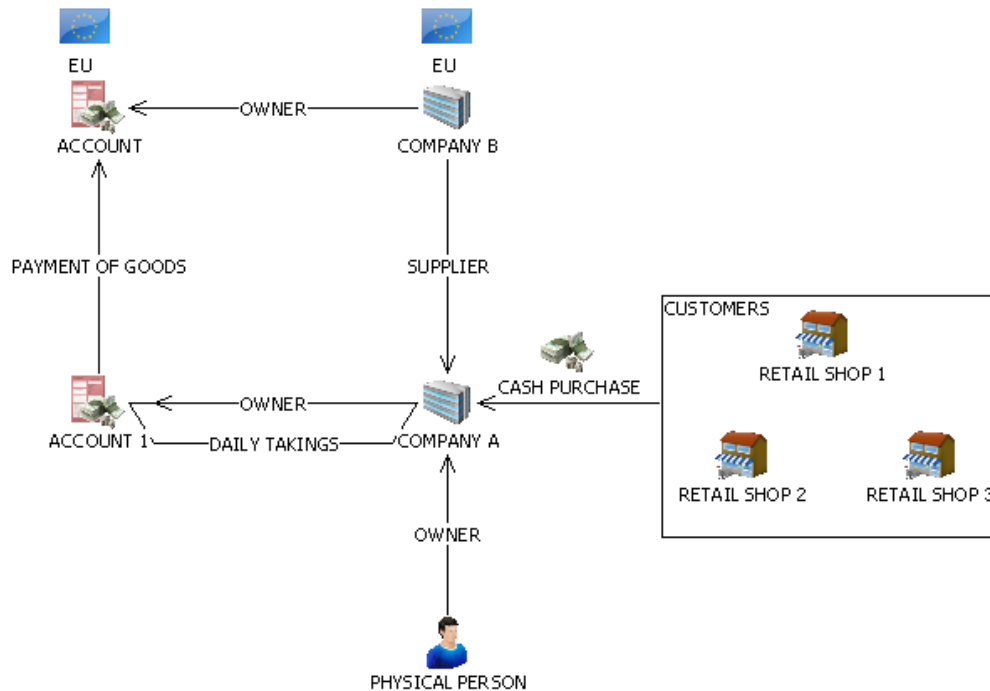 EU
EU
OWNER
ACCOUNT
COMPANY B
PAYMENT OF GOODS
SUPPLIER
CUSTOMERS
RETAIL SHOP 1
CASH PURCHASE
OWNER
ACCOUNT 1
DAILY TAKINGS
COMPANY A
RETAIL SHOP 2
RETAIL SHOP 3
OWNER
PHYSICAL PERSON